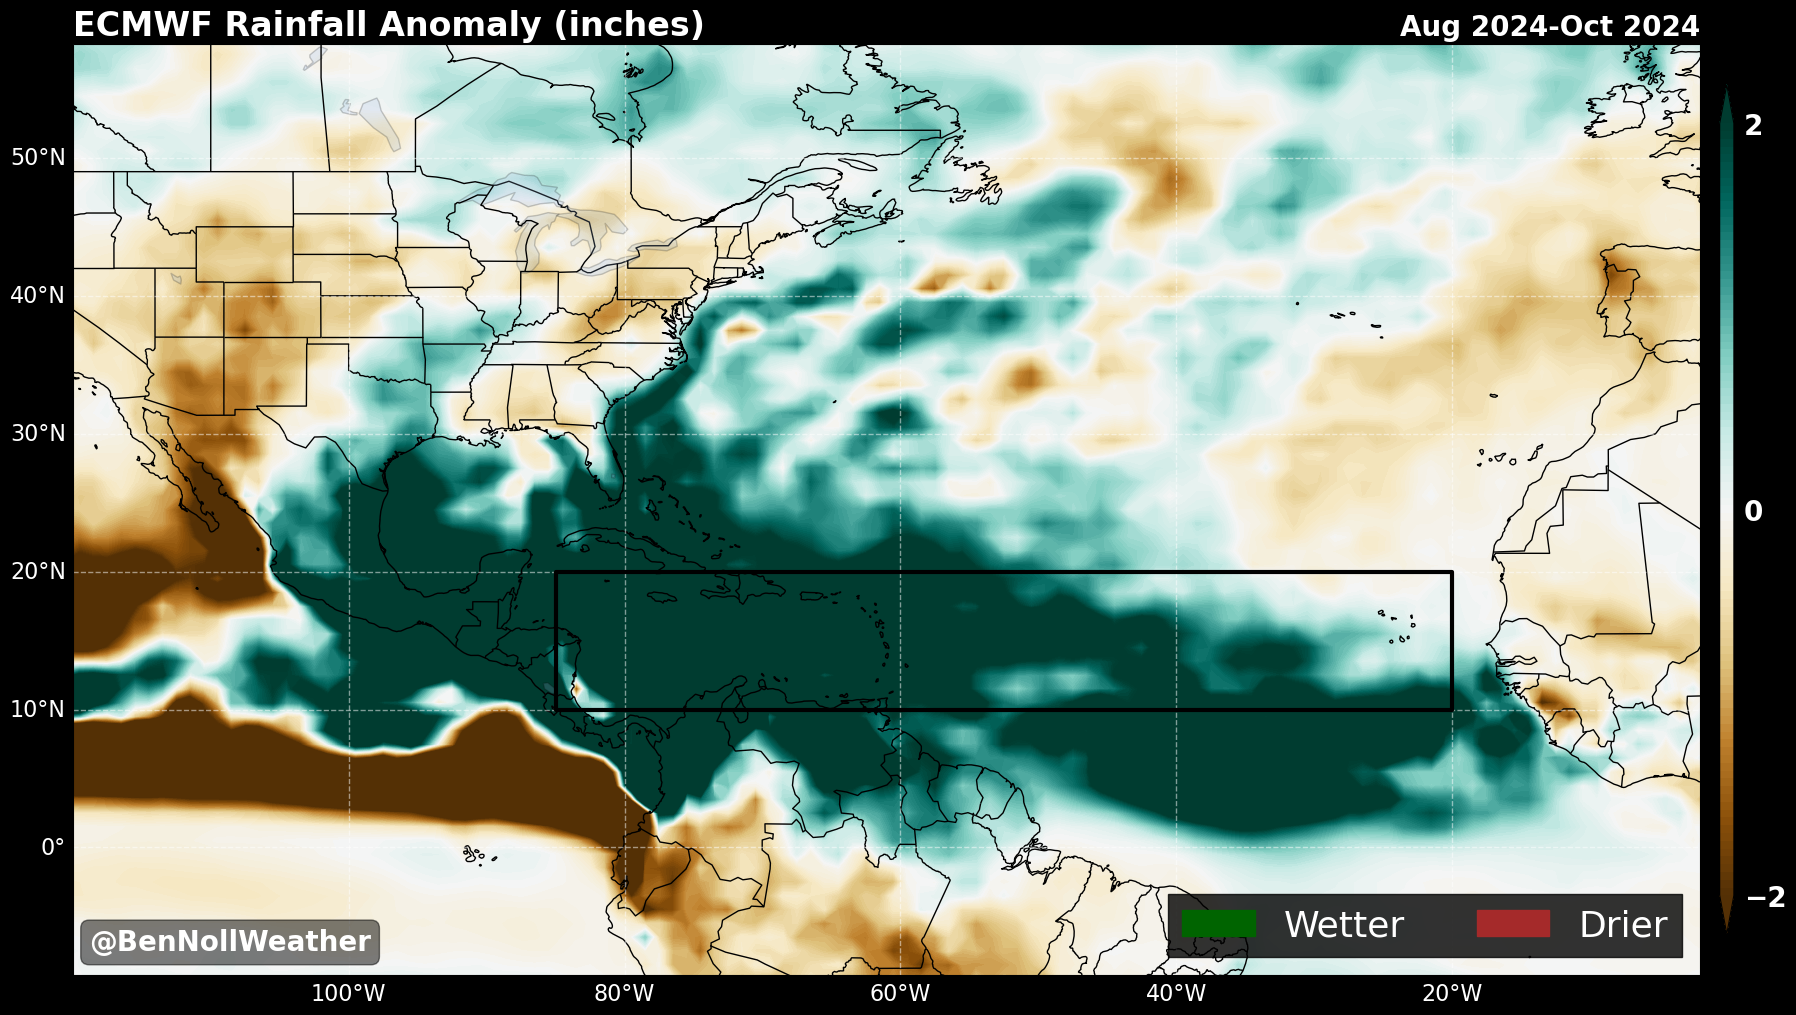 ECMWF Rainfall Anomaly (inches)
Aug 2024-Oct 2024
50°N
40°N
30°N
20°N
10°N
0°
2
0
−2
@BenNollWeather
Wetter
Drier
100°W
80°W
60°W
40°W
20°W